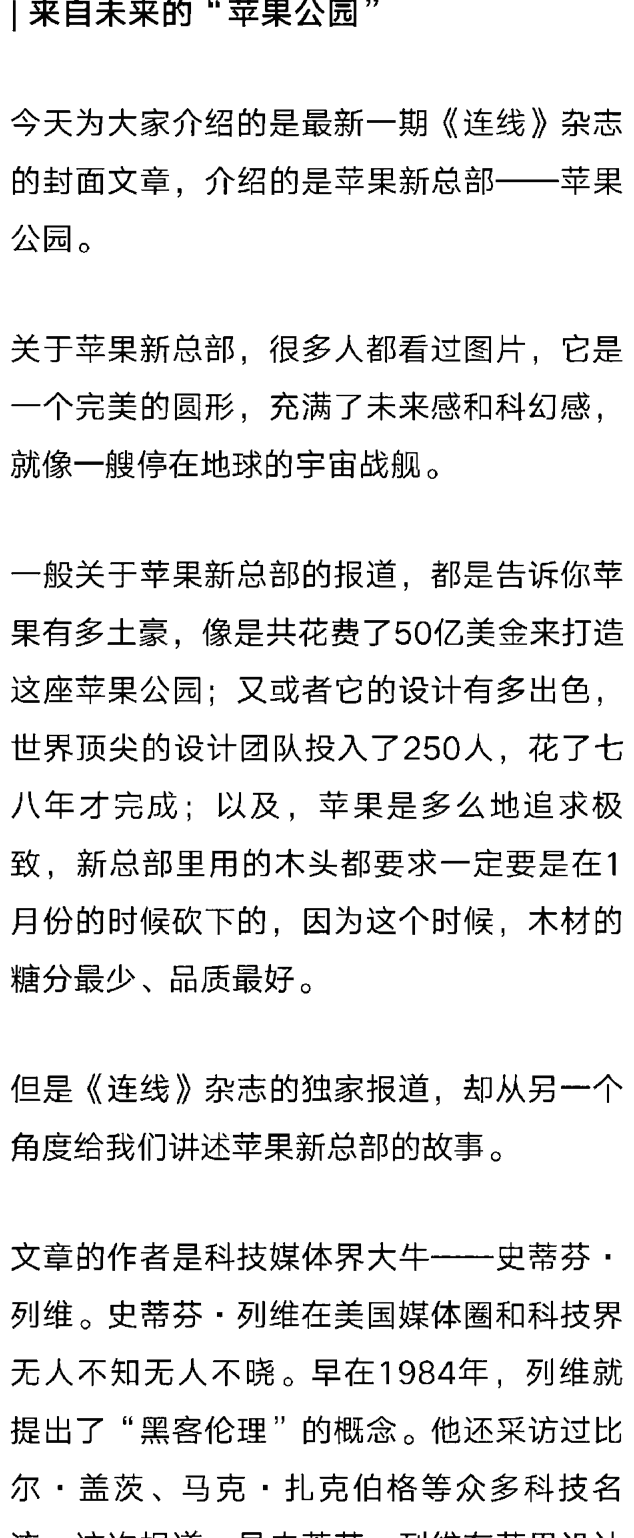 |来自未来的“苹果公园”
今天为大家介绍的是最新一期《连线》杂志
的封面文章，介绍的是苹果新总部——苹果
公园。
关于苹果新总部，很多人都看过图片，它是
一个完美的圆形，充满了未来感和科幻感，
就像一艘停在地球的宇宙战舰。
一般关于苹果新总部的报道，都是告诉你苹
果有多土豪，像是共花费了50亿美金来打造
这座苹果公园；又或者它的设计有多出色，
世界顶尖的设计团队投入了250人，花了七
八年才完成；以及，苹果是多么地追求极
致，新总部里用的木头都要求一定要是在1
月份的时候砍下的，因为这个时候，木材的
糖分最少、品质最好。
但是《连线》杂志的独家报道，却从另一个
角度给我们讲述苹果新总部的故事。
文章的作者是科技媒体界大牛——史蒂芬·
列维。史蒂芬·列维在美国媒体圈和科技界
无人不知无人不晓。早在1984年，列维就
提出了“黑客伦理”的概念。他还采访过比
尔·盖茨、马克·扎克伯格等众多科技名